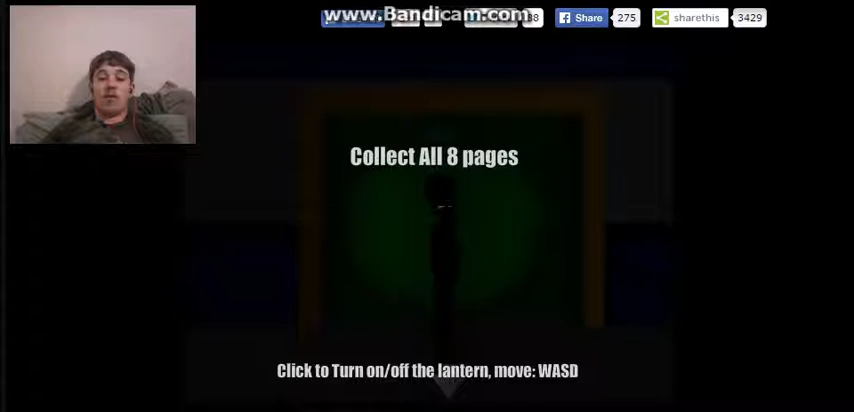 www.Bandicam.com
38
Share
275
sharethis
3429
Collect All 8 pages
Click to Turn on/off the lantern, move: WASD